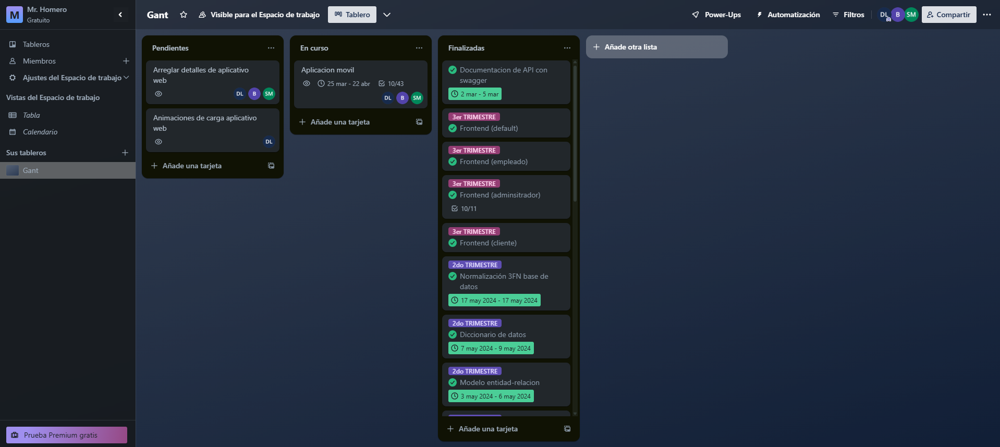 M
Mr. Homero
Gratuito
Tableros
Miembros
Ajustes del Espacio de trabajo
Vistas del Espacio de trabajo
Tabla
Calendario
Sus tableros
Gant
Prueba Premium gratis
Gant
Visible para el Espacio de trabajo
Tablero
Power-Ups
Automatización
Filtros
DL
B
SM
Compartir
Pendientes
Arreglar detalles de aplicativo
web
DL
B
SM
Animaciones de carga aplicativo
web
DL
Añade una tarjeta
En curso
Aplicacion movil
25 mar - 22 abr
10/43
DL
B
SM
Añade una tarjeta
Finalizadas
Documentacion de API con
swagger
2 mar - 5 mar
3er TRIMESTRE
Frontend (default)
3er TRIMESTRE
Frontend (empleado)
3er TRIMESTRE
Frontend (adminsitrador)
10/11
3er TRIMESTRE
Frontend (cliente)
2do TRIMESTRE
Normalización 3FN base de
datos
17 may 2024 - 17 may 2024
2do TRIMESTRE
Diccionario de datos
7 may 2024 - 9 may 2024
2do TRIMESTRE
Modelo entidad-relacion
3 may 2024 - 6 may 2024
Añade una tarjeta
Añade otra lista